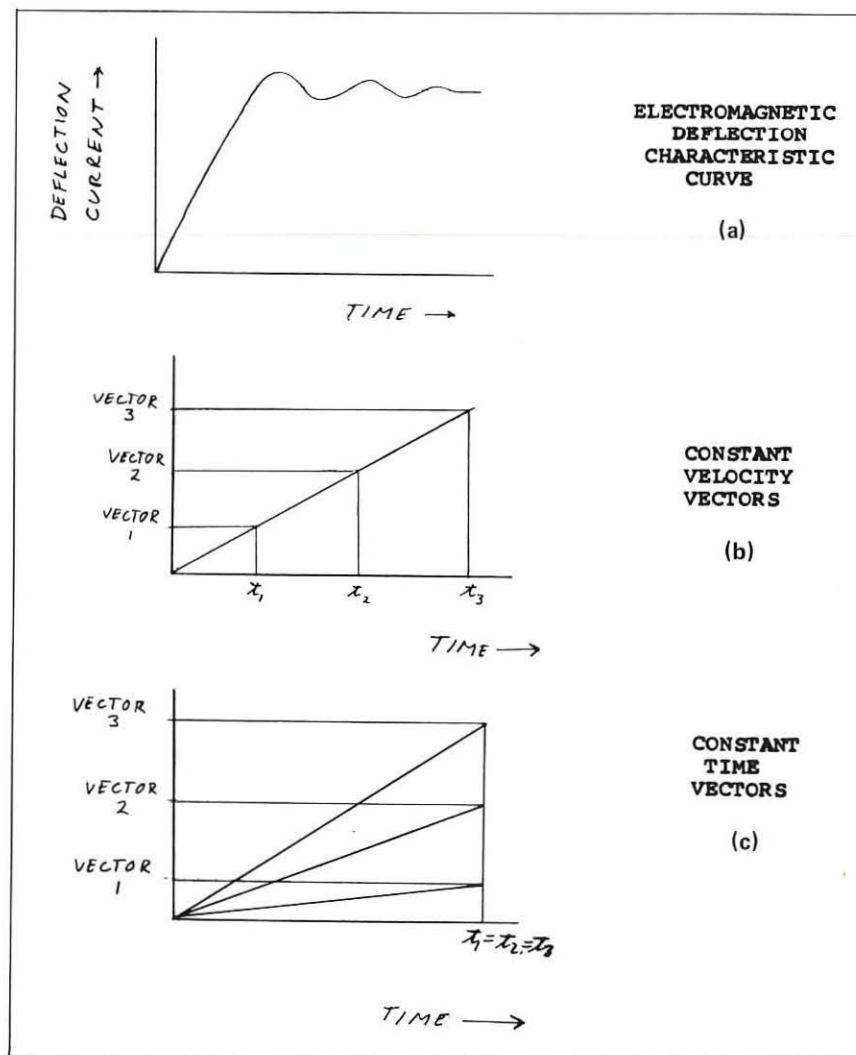 DEFLECTION
CURRENT →
TIME →
ELECTROMAGNETIC
DEFLECTION
CHARACTERISTIC
CURVE
(a)
VECTOR
3
VECTOR
2
VECTOR
1
t₁ t₂ t₃
TIME →
CONSTANT
VELOCITY
VECTORS
(b)
VECTOR
3
VECTOR
2
VECTOR
1
t₁=t₂=t₃
TIME →
CONSTANT
TIME
VECTORS
(c)